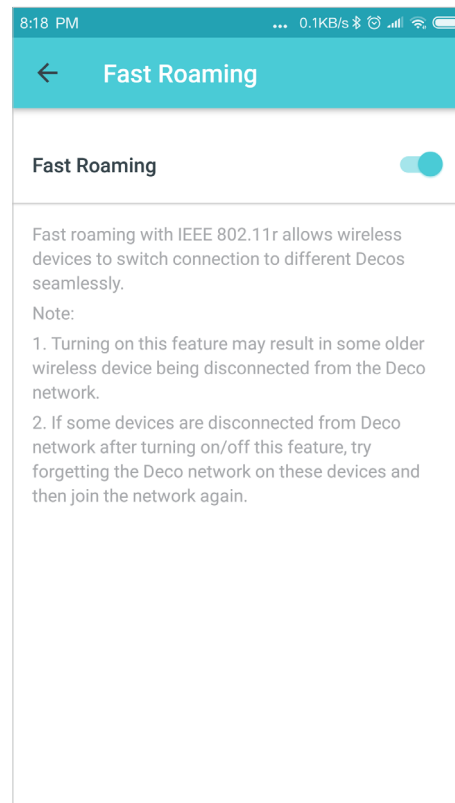 8:18 PM ... 0.1KB/s
Fast Roaming
Fast Roaming
Fast roaming with IEEE 802.11r allows wireless
devices to switch connection to different Decos
seamlessly.
Note:
1. Turning on this feature may result in some older
wireless device being disconnected from the Deco
network.
2. If some devices are disconnected from Deco
network after turning on/off this feature, try
forgetting the Deco network on these devices and
then join the network again.